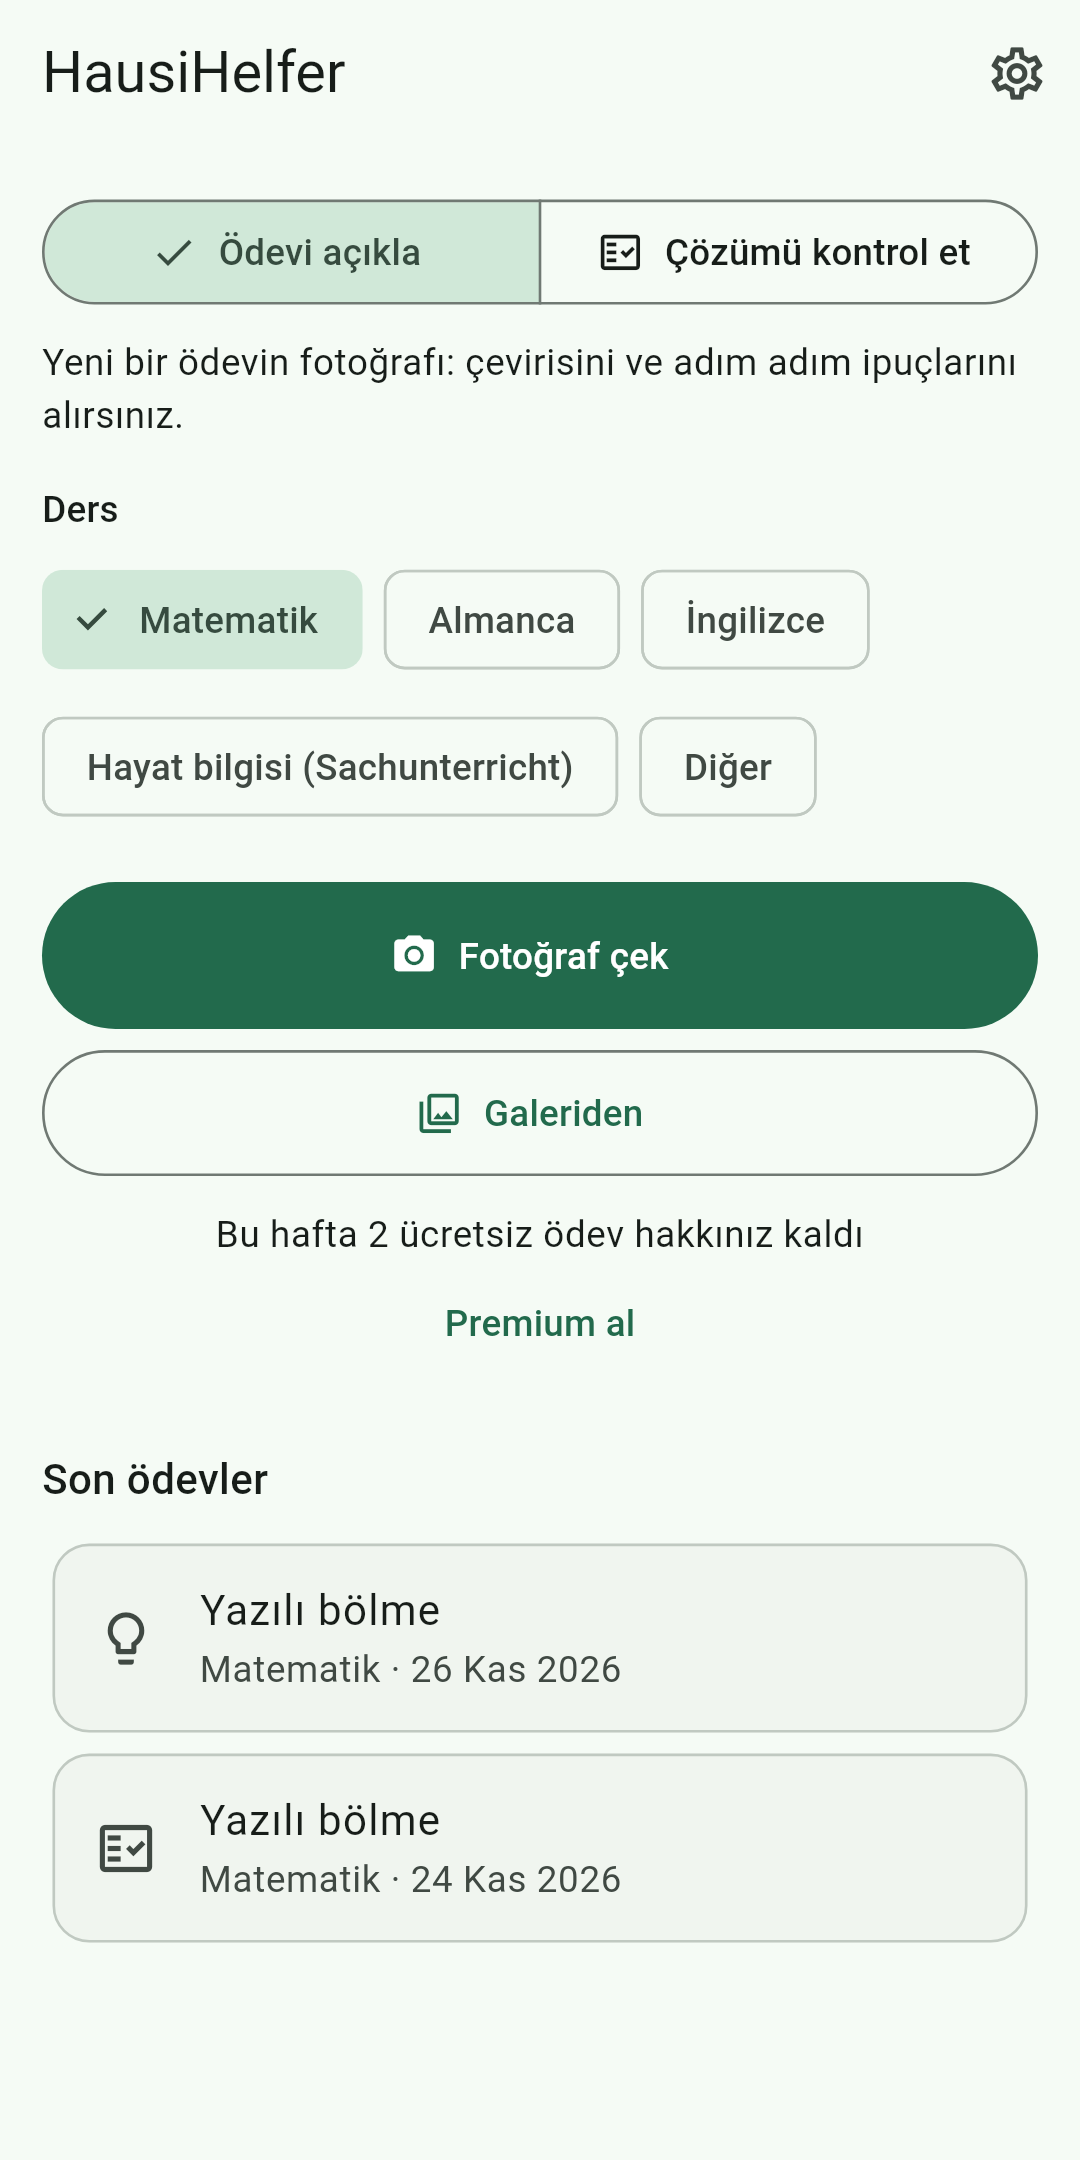 HausiHelfer
Ödevi açıkla
Çözümü kontrol et
Yeni bir ödevin fotoğrafı: çevirisini ve adım adım ipuçlarını
alırsınız.
Ders
Matematik
Almanca
İngilizce
Hayat bilgisi (Sachunterricht)
Diğer
Fotoğraf çek
Galeriden
Bu hafta 2 ücretsiz ödev hakkınız kaldı
Premium al
Son ödevler
Yazılı bölme
Matematik · 26 Kas 2026
Yazılı bölme
Matematik · 24 Kas 2026